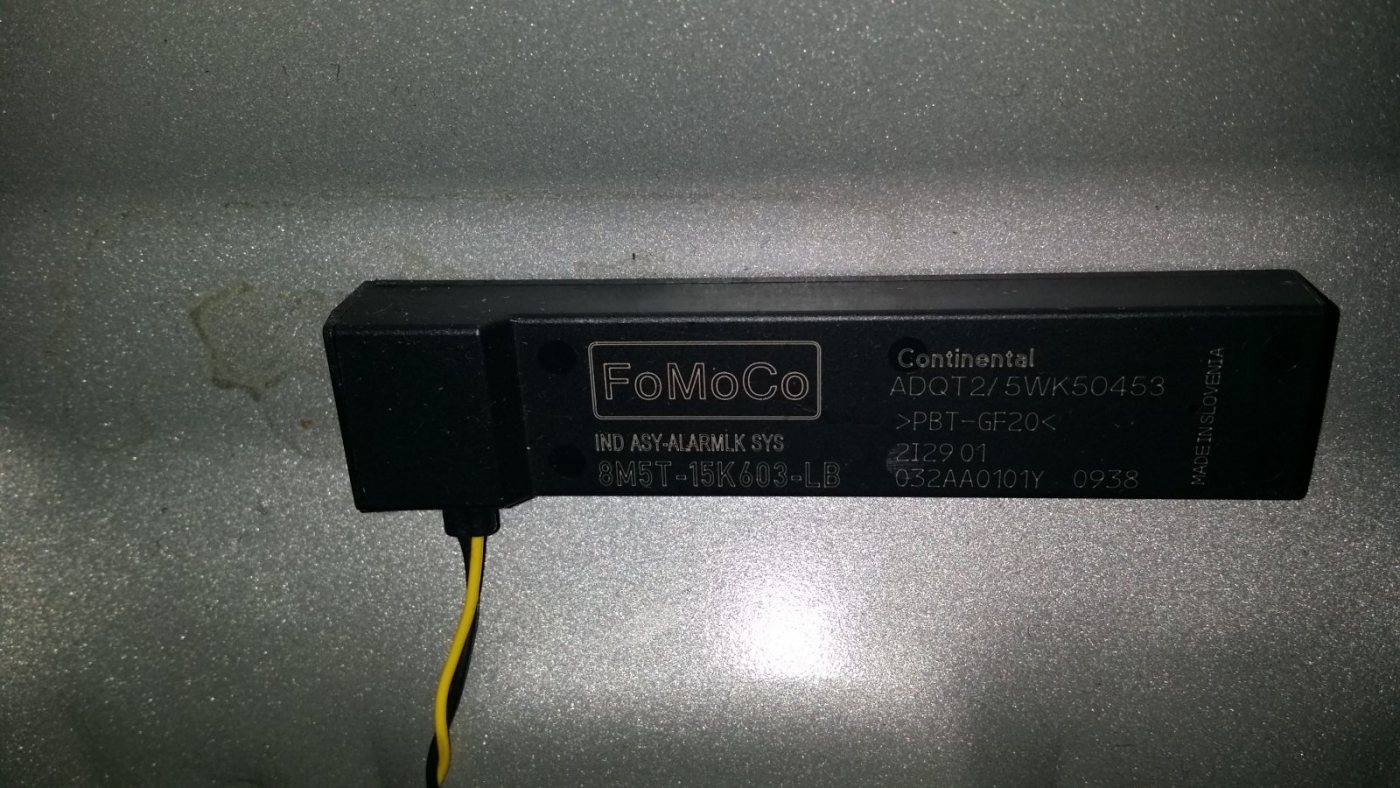 FoMoCo
IND ASY-ALARMLK SYS
8M5T-15K603-LB
Continental
ADQT2/5WK50453
>PBT-GF20<
2I29 01
032AA0101Y 0938
MADE IN SLOVENIA